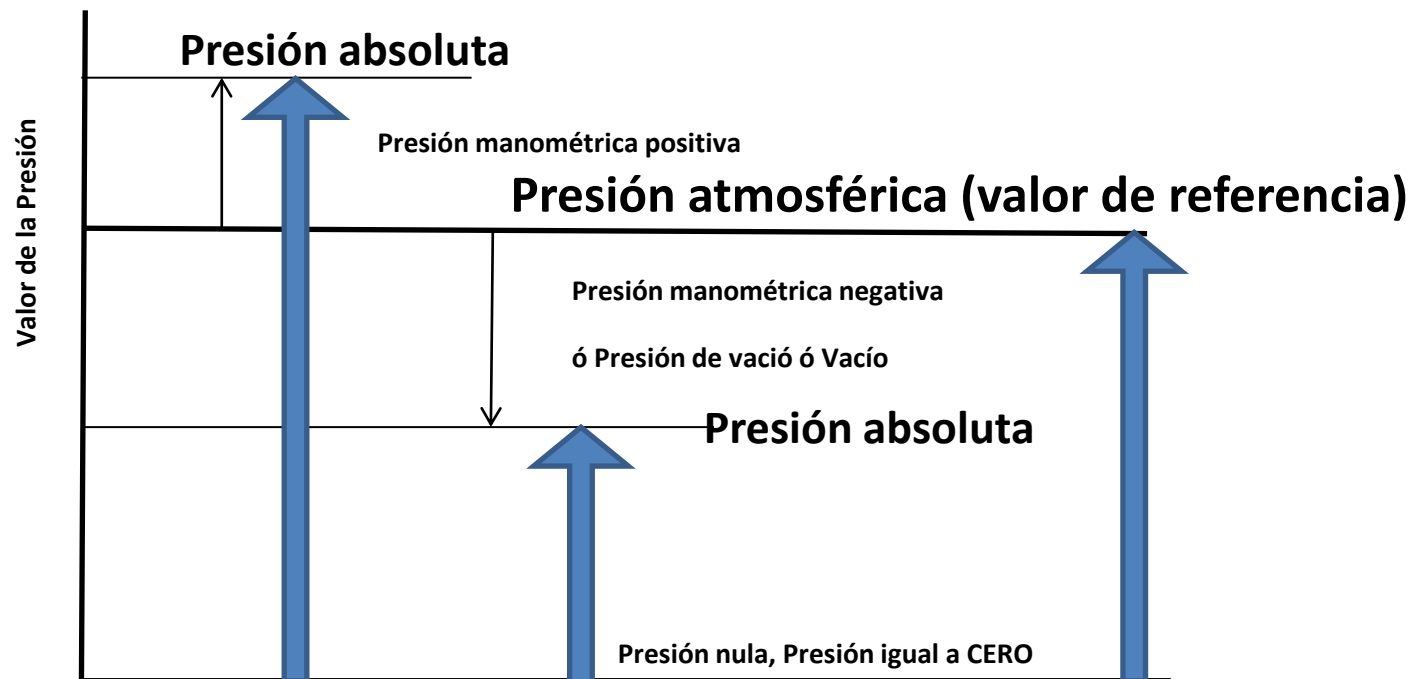 Presión absoluta
Valor de la Presión
Presión manométrica positiva
Presión atmosférica (valor de referencia)
Presión manométrica negativa
ó Presión de vació ó Vacío
Presión absoluta
Presión nula, Presión igual a CERO